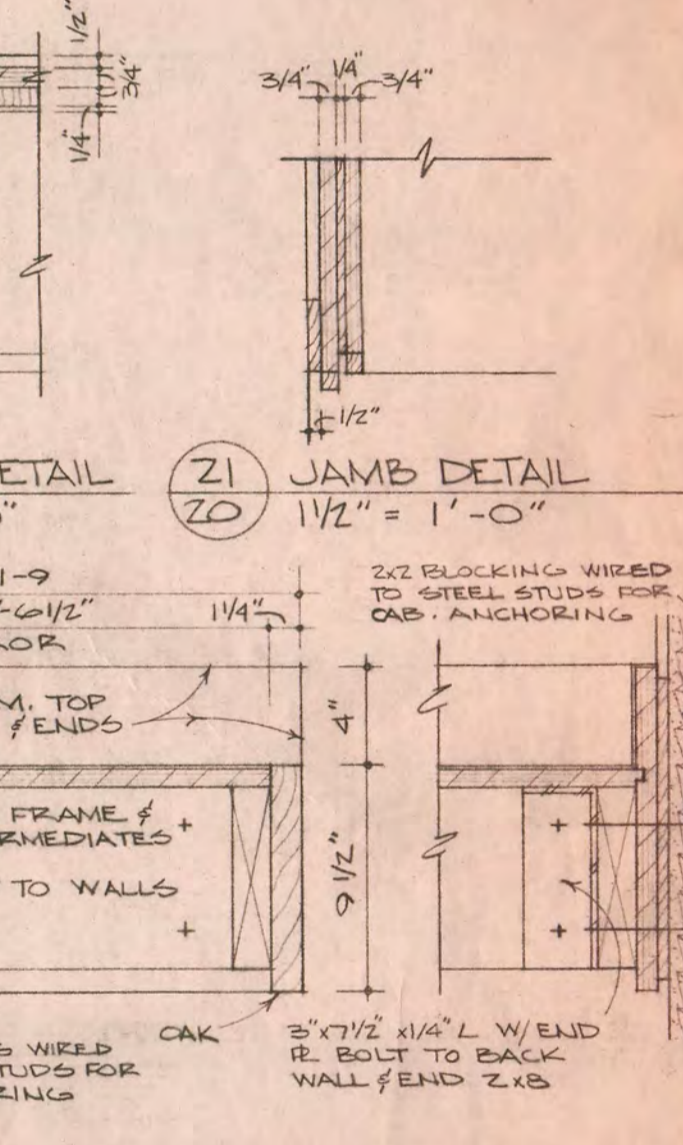 1/2"
3/4"
1/4"
3/4" 1/4" 3/4"
1/2"
ETAIL
21
20
JAMB DETAIL
1 1/2" = 1'-0"
1-9
-6 1/2"
1 1/4"
M. TOP
& ENDS
4"
FRAME &
RMEDIATES
TO WALLS
9 1/2"
OAK
WIRED
TUDS FOR
RING
2x2 BLOCKING WIRED
TO STEEL STUDS FOR
CAB. ANCHORING
3"x7 1/2"x1/4" L W/ END
PL BOLT TO BACK
WALL & END 2x8